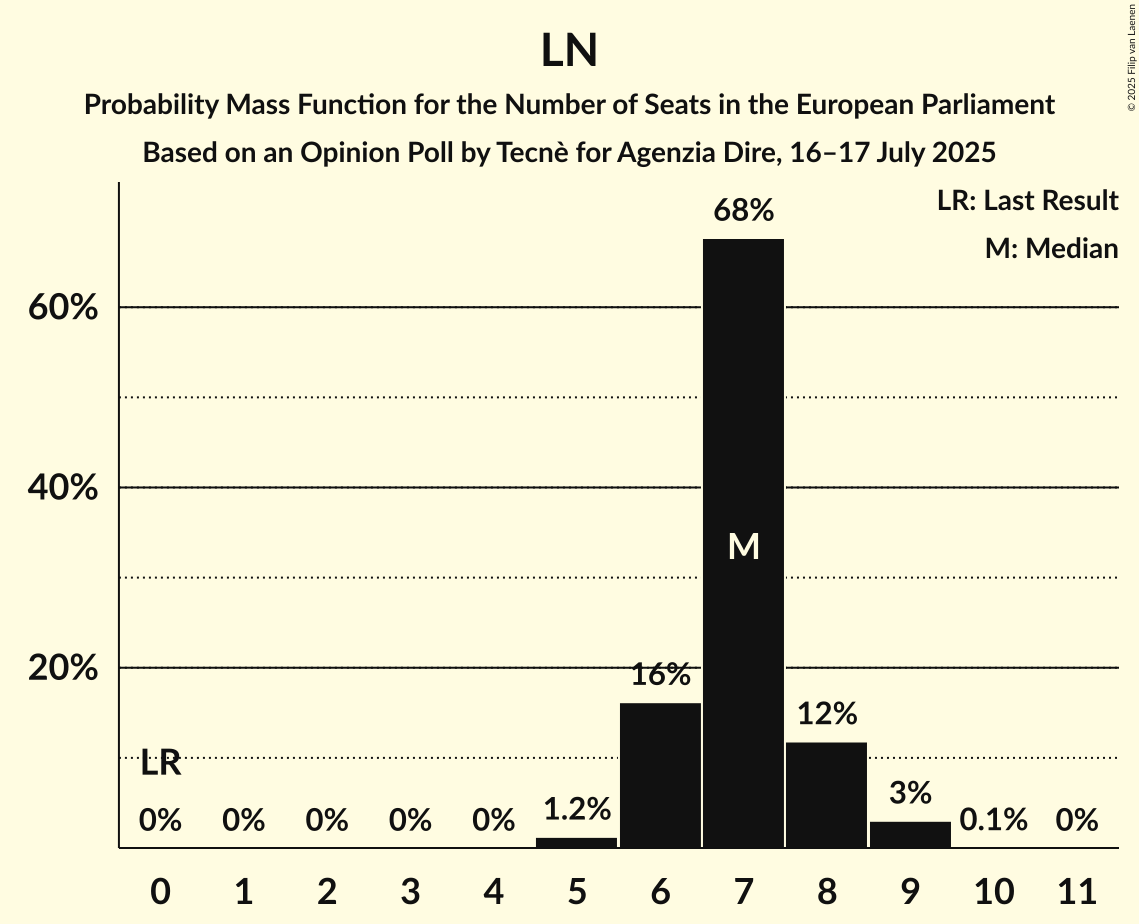 LN
Probability Mass Function for the Number of Seats in the European Parliament
Based on an Opinion Poll by Tecnè for Agenzia Dire, 16–17 July 2025
© 2025 Filip van Laenen
LR: Last Result
M: Median
68%
60%
40%
M
20%
16%
12%
LR
3%
1.2%
0% 0% 0% 0% 0% 0.1% 0%
0 1 2 3 4 5 6 7 8 9 10 11